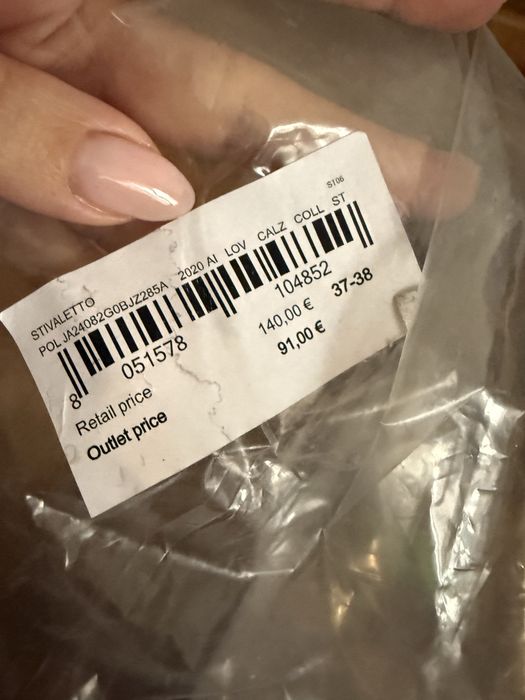 ST06
STIVALETTO
POL JA24082G0BJZ285A 2020 AI LOV CALZ COLL ST
8 051578 104852
37-38
Retail price 140,00 €
Outlet price 91,00 €